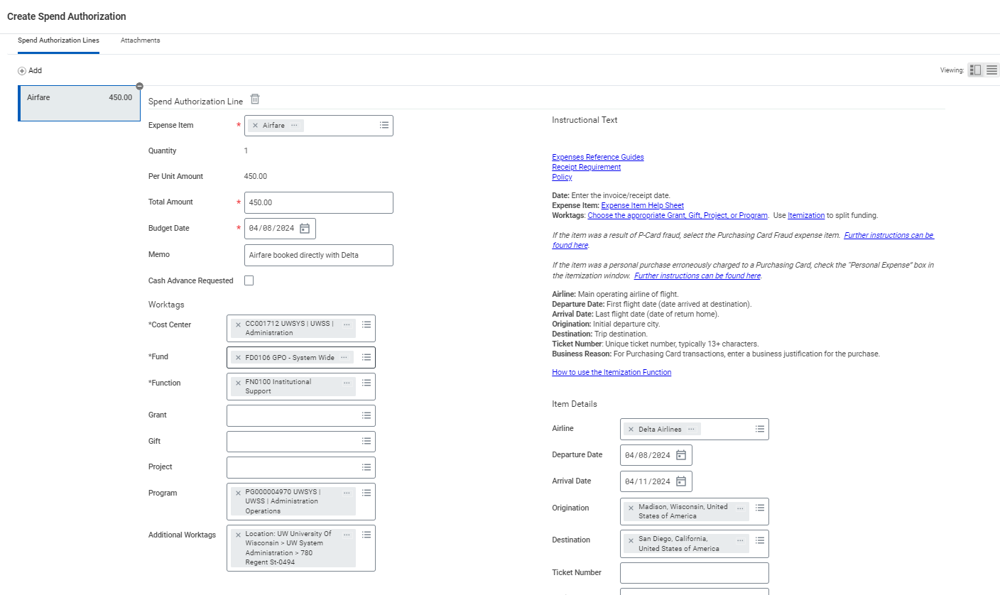 Create Spend Authorization
Spend Authorization Lines
Attachments
Add
Viewing:
Airfare 450.00
Spend Authorization Line
Expense Item * Airfare
Quantity 1
Per Unit Amount 450.00
Total Amount * 450.00
Budget Date * 04/08/2024
Memo Airfare booked directly with Delta
Cash Advance Requested
Worktags
*Cost Center CC001712 UWSYS | UWSS |
Administration
*Fund FD0106 GPO - System Wide
*Function FN0100 Institutional
Support
Grant
Gift
Project
Program PG000004970 UWSYS |
UWSS | Administration
Operations
Additional Worktags Location: UW University Of
Wisconsin > UW System
Administration > 780
Regent St-0494
Instructional Text
Expenses Reference Guides
Receipt Requirement
Policy
Date: Enter the invoice/receipt date.
Expense Item: Expense Item Help Sheet
Worktags: Choose the appropriate Grant, Gift, Project, or Program. Use Itemization to split funding.
If the item was a result of P-Card fraud, select the Purchasing Card Fraud expense item. Further instructions can be
found here.
If the item was a personal purchase erroneously charged to a Purchasing Card, check the "Personal Expense" box in
the itemization window. Further instructions can be found here.
Airline: Main operating airline of flight.
Departure Date: First flight date (date arrived at destination).
Arrival Date: Last flight date (date of return home).
Origination: Initial departure city.
Destination: Trip destination.
Ticket Number: Unique ticket number, typically 13+ characters.
Business Reason: For Purchasing Card transactions, enter a business justification for the purchase.
How to use the Itemization Function
Item Details
Airline Delta Airlines
Departure Date 04/08/2024
Arrival Date 04/11/2024
Origination Madison, Wisconsin, United
States of America
Destination San Diego, California,
United States of America
Ticket Number